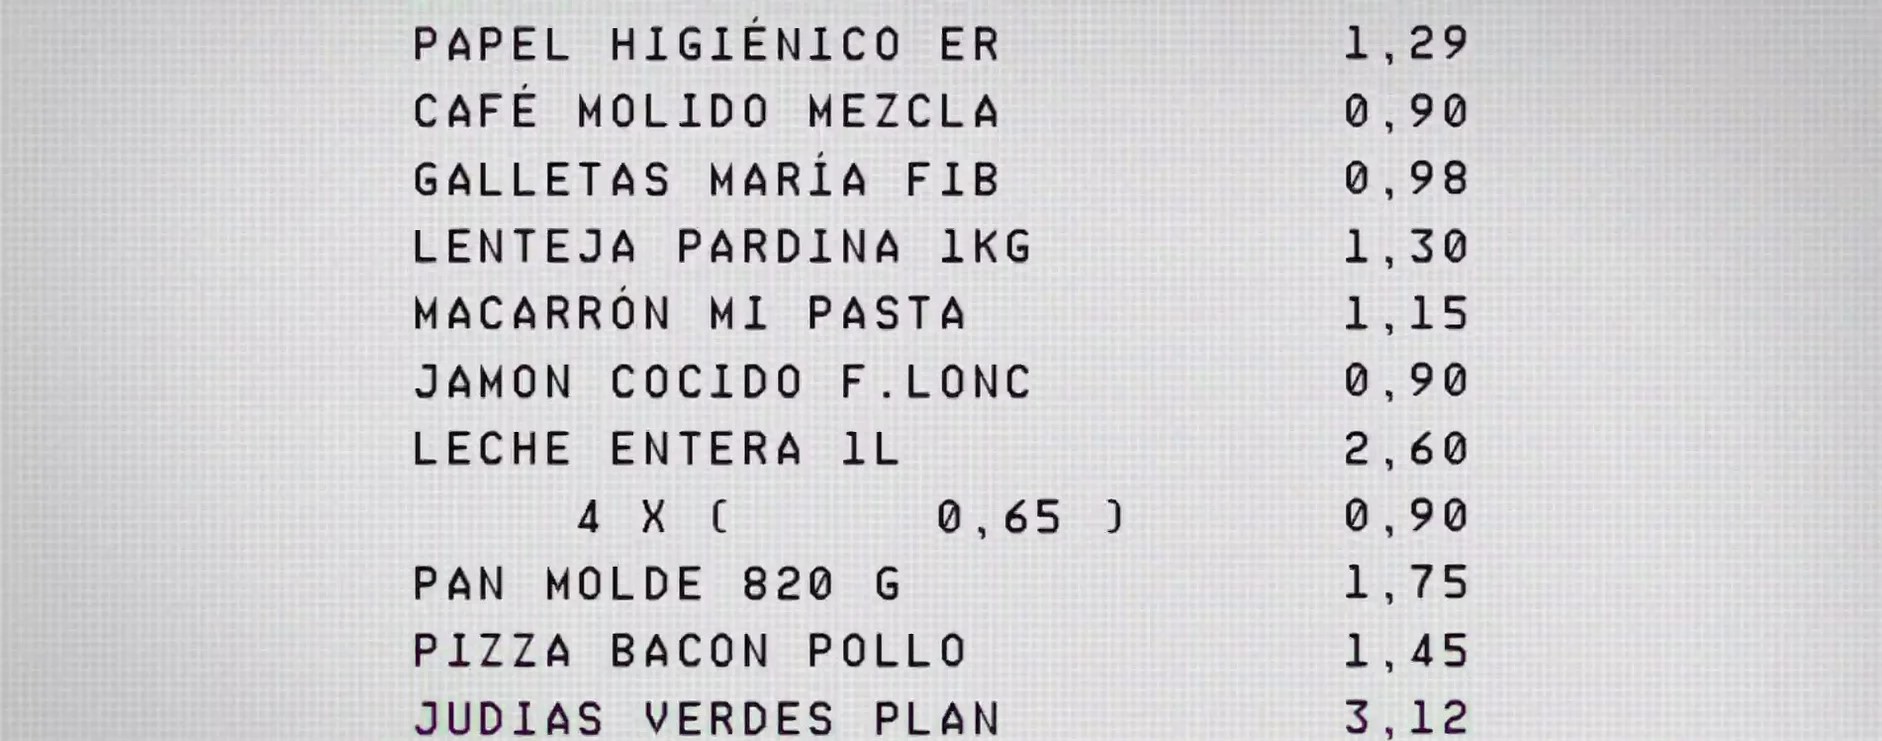 PAPEL HIGIÉNICO ER 1,29
CAFÉ MOLIDO MEZCLA 0,90
GALLETAS MARÍA FIB 0,98
LENTEJA PARDINA 1KG 1,30
MACARRÓN MI PASTA 1,15
JAMON COCIDO F.LONC 0,90
LECHE ENTERA 1L 2,60
4 X ( 0,65 ) 0,90
PAN MOLDE 820 G 1,75
PIZZA BACON POLLO 1,45
JUDIAS VERDES PLAN 3,12